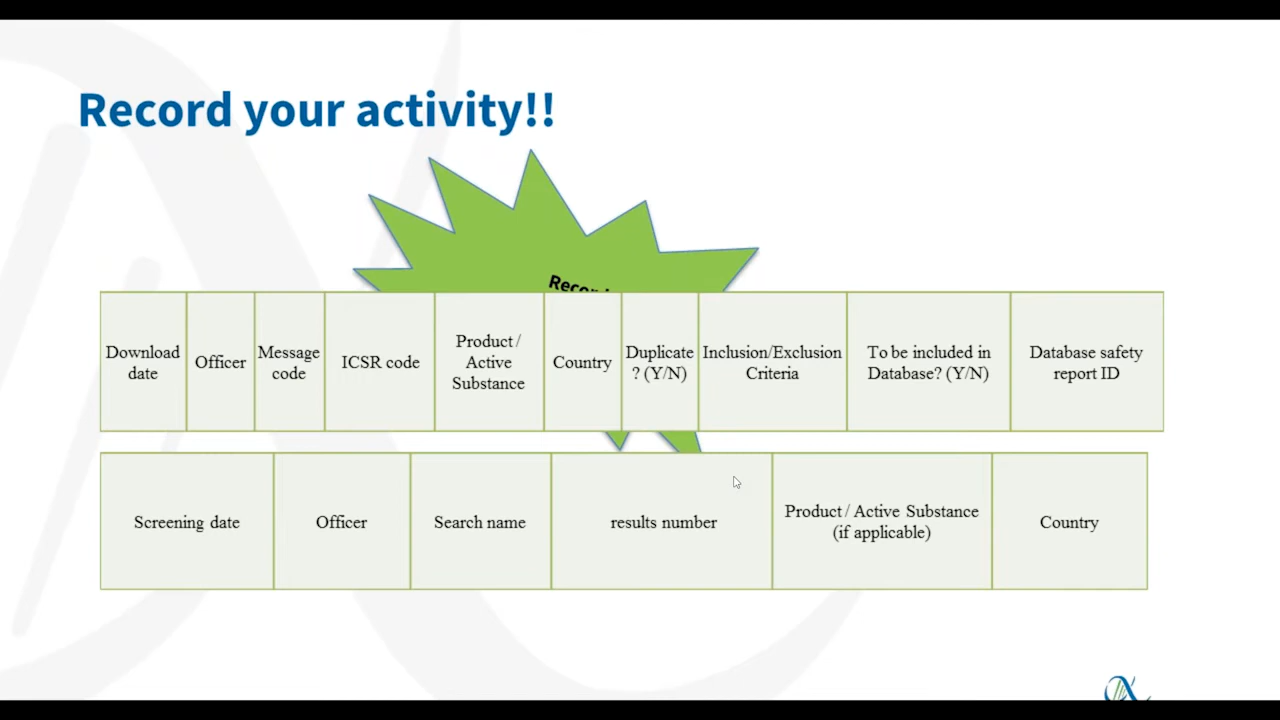 Record your activity!!
Download
date
Officer
Message
code
ICSR code
Product /
Active
Substance
Country
Duplicate
? (Y/N)
Inclusion/Exclusion
Criteria
To be included in
Database? (Y/N)
Database safety
report ID
Screening date
Officer
Search name
results number
Product / Active Substance
(if applicable)
Country